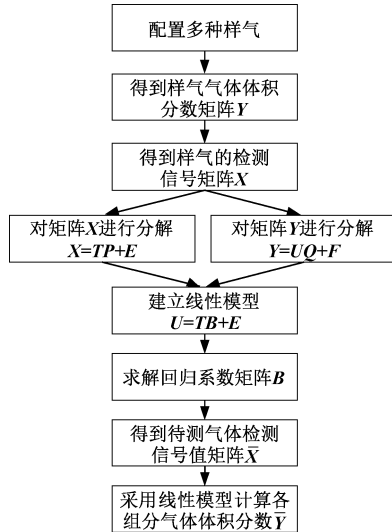 配置多种样气
得到样气气体体积
分数矩阵Y
得到样气的检测
信号矩阵X
对矩阵X进行分解
X=TP+E
对矩阵Y进行分解
Y=UQ+F
建立线性模型
U=TB+E
求解回归系数矩阵B
得到待测气体检测
信号值矩阵X̄
采用线性模型计算各
组分气体体积分数Ȳ